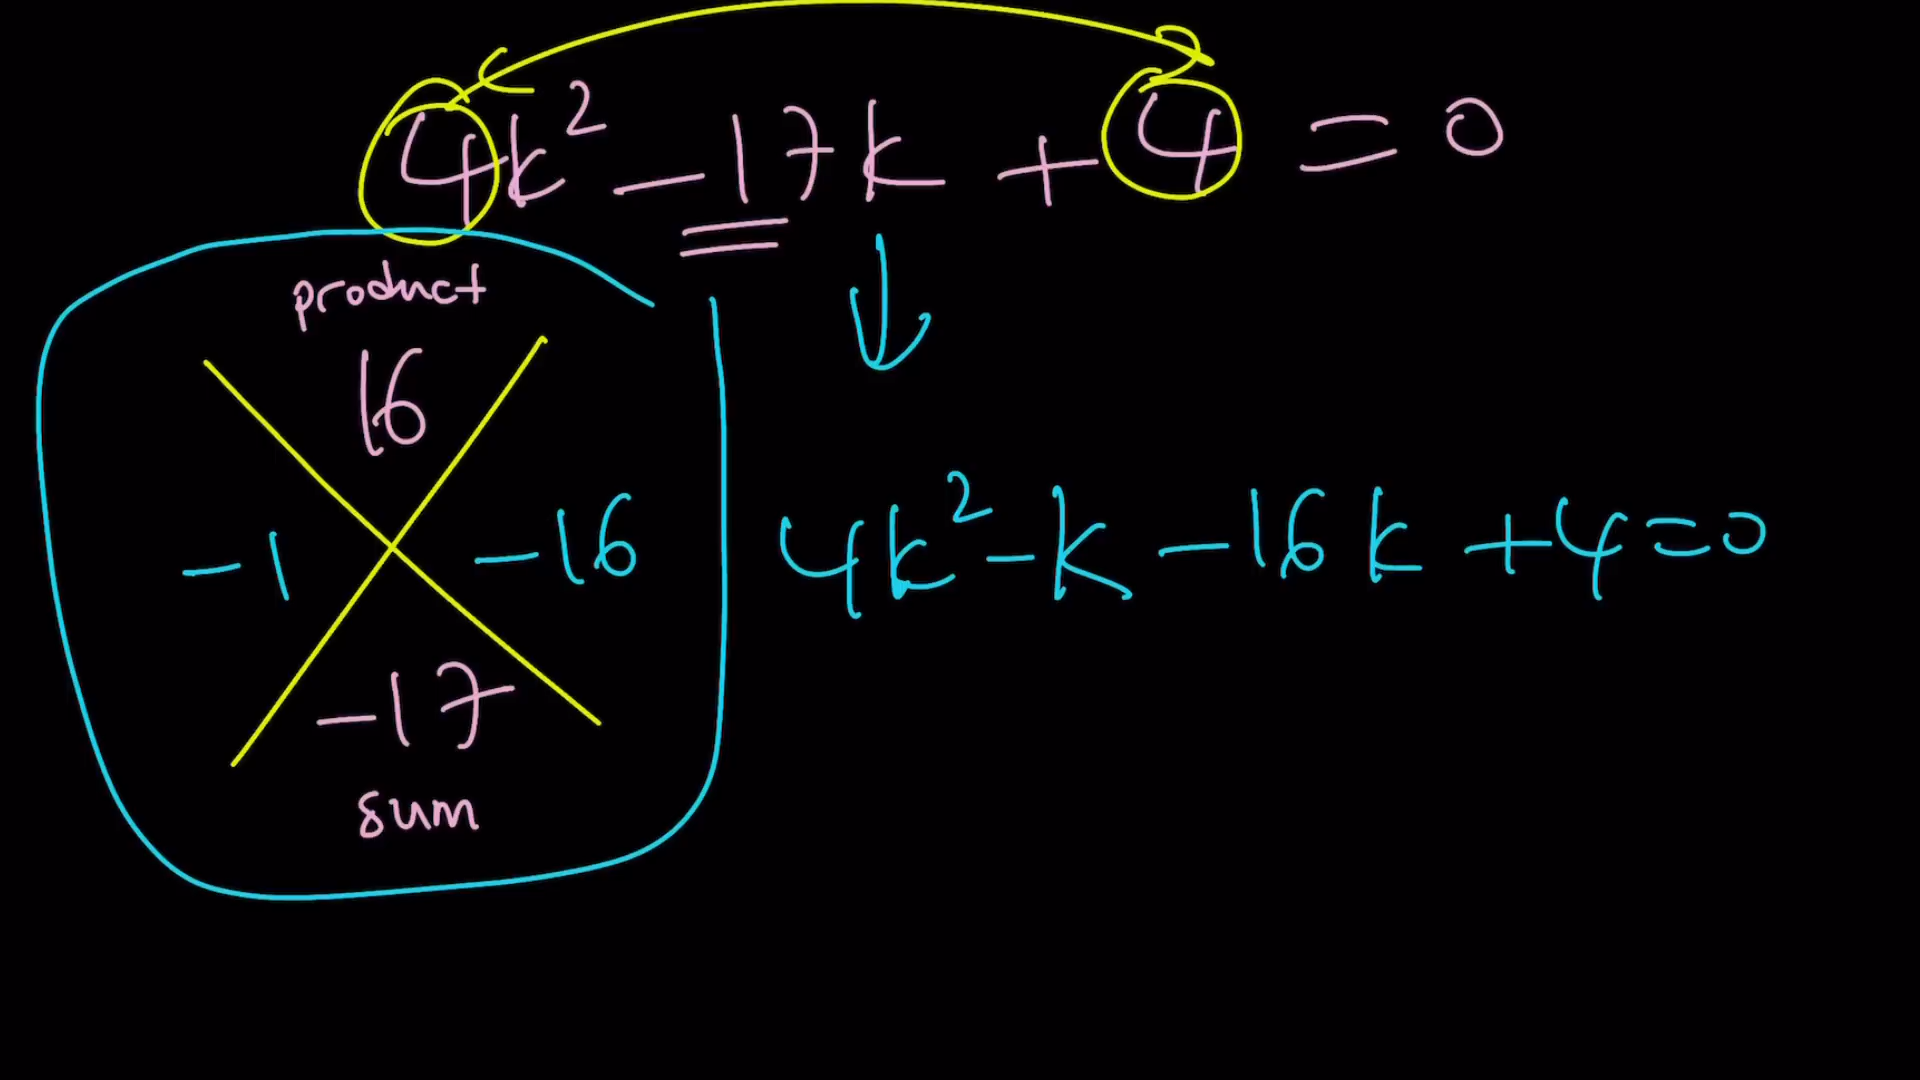 4k² - 17k + 4 = 0
product
16
-1 -16
4k² - k - 16k + 4 = 0
-17
sum